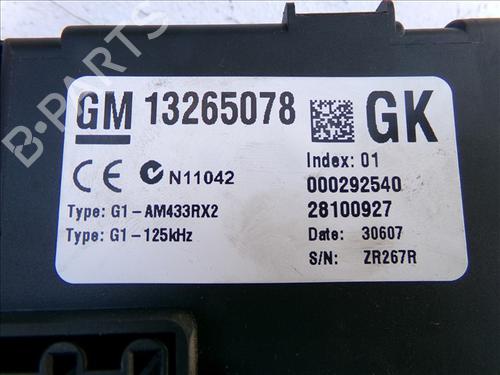 B-PARTS
GM 13265078 GK
CE N11042
Index: 01
000292540
Type: G1-AM433RX2
28100927
Type: G1-125kHz
Date: 30607
S/N: ZR267R